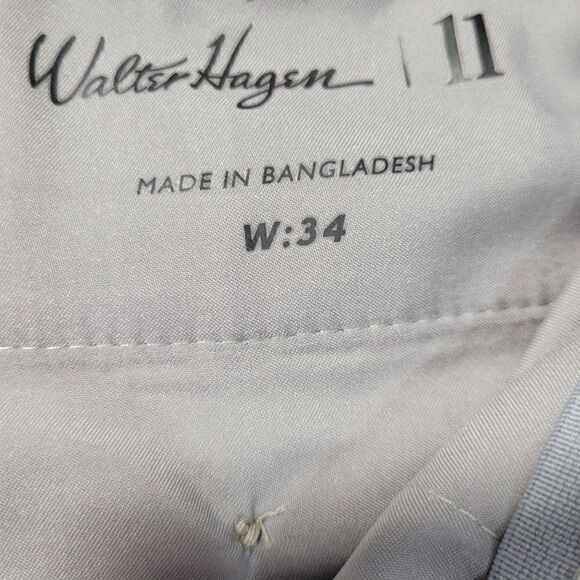 Walter Hagen | 11
MADE IN BANGLADESH
W:34